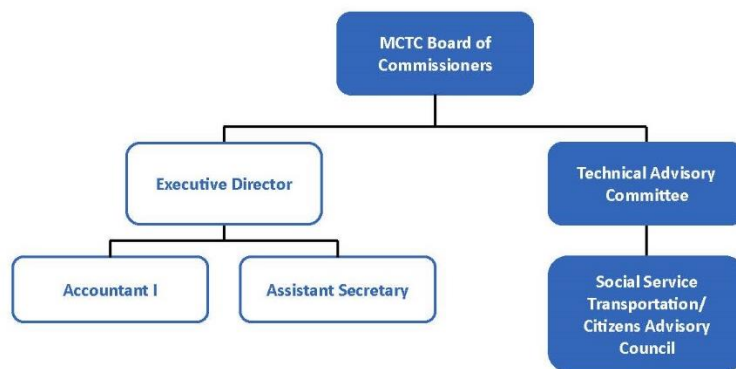 MCTC Board of
Commissioners
Executive Director
Technical Advisory
Committee
Accountant I
Assistant Secretary
Social Service
Transportation/
Citizens Advisory
Council